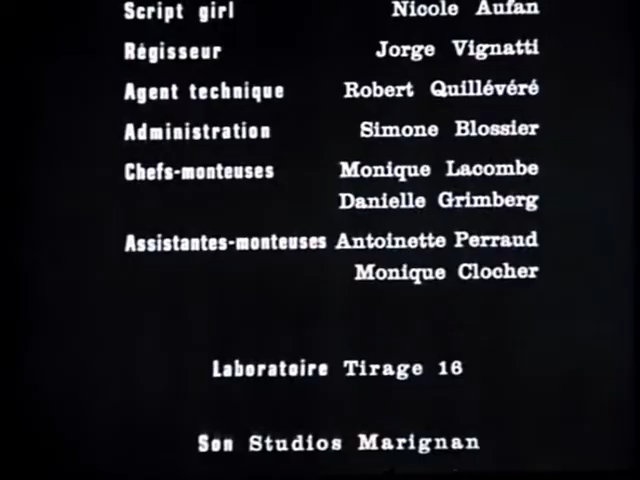 Script girl Nicole Aufan
Régisseur Jorge Vignatti
Agent technique Robert Quillévéré
Administration Simone Blossier
Chefs-monteuses Monique Lacombe
Danielle Grimberg
Assistantes-monteuses Antoinette Perraud
Monique Clocher
Laboratoire Tirage 16
Son Studios Marignan